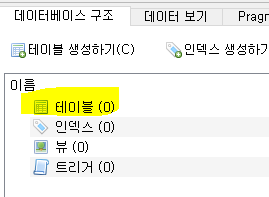 데이터베이스 구조 데이터 보기 Pragm
테이블 생성하기(C) 인덱스 생성하기
이름
테이블 (0)
인덱스 (0)
뷰 (0)
트리거 (0)